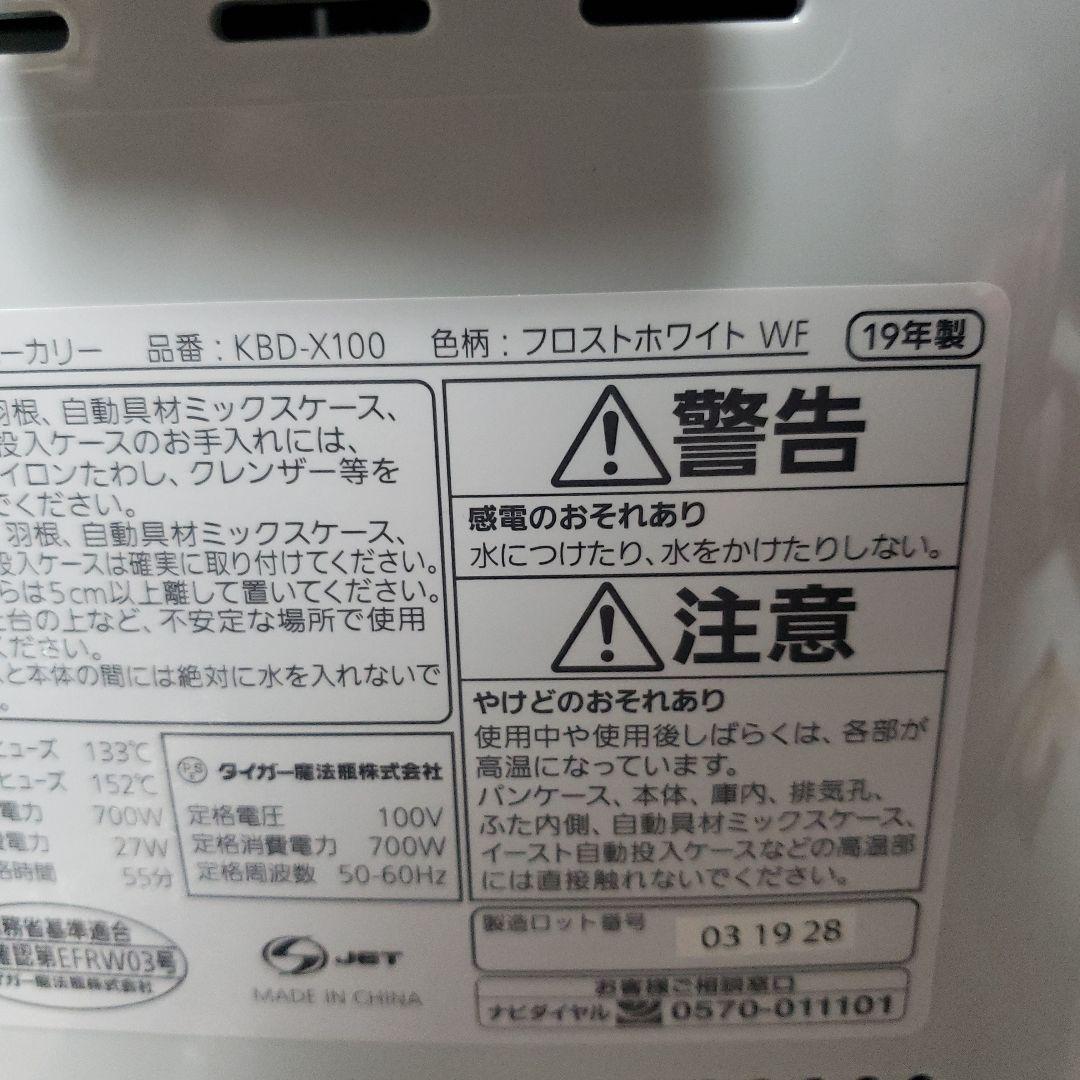 ーカリー 品番：KBD-X100 色柄：フロストホワイト WF 19年製
羽根、自動具材ミックスケース、
投入ケースのお手入れには、
イロンたわし、クレンザー等を
でください。
羽根、自動具材ミックスケース、
投入ケースは確実に取り付けてください。
らは5cm以上離して置いてください。
台の上など、不安定な場所で使用
ください。
と本体の間には絶対に水を入れないで
。
警告
感電のおそれあり
水につけたり、水をかけたりしない。
注意
やけどのおそれあり
使用中や使用後しばらくは、各部が
高温になっています。
パンケース、本体、庫内、排気孔、
ふた内側、自動具材ミックスケース、
イースト自動投入ケースなどの高温部
には直接触れないでください。
ヒューズ 133℃
ヒューズ 152℃
電力 700W
電力 27W
時間 55分
PSE タイガー魔法瓶株式会社
定格電圧 100V
定格消費電力 700W
定格周波数 50-60Hz
務省基準適合
確認第EFRW03号
イガー魔法瓶株式会社
JET
MADE IN CHINA
製造ロット番号 03 19 28
お客様ご相談窓口
ナビダイヤル 0570-011101